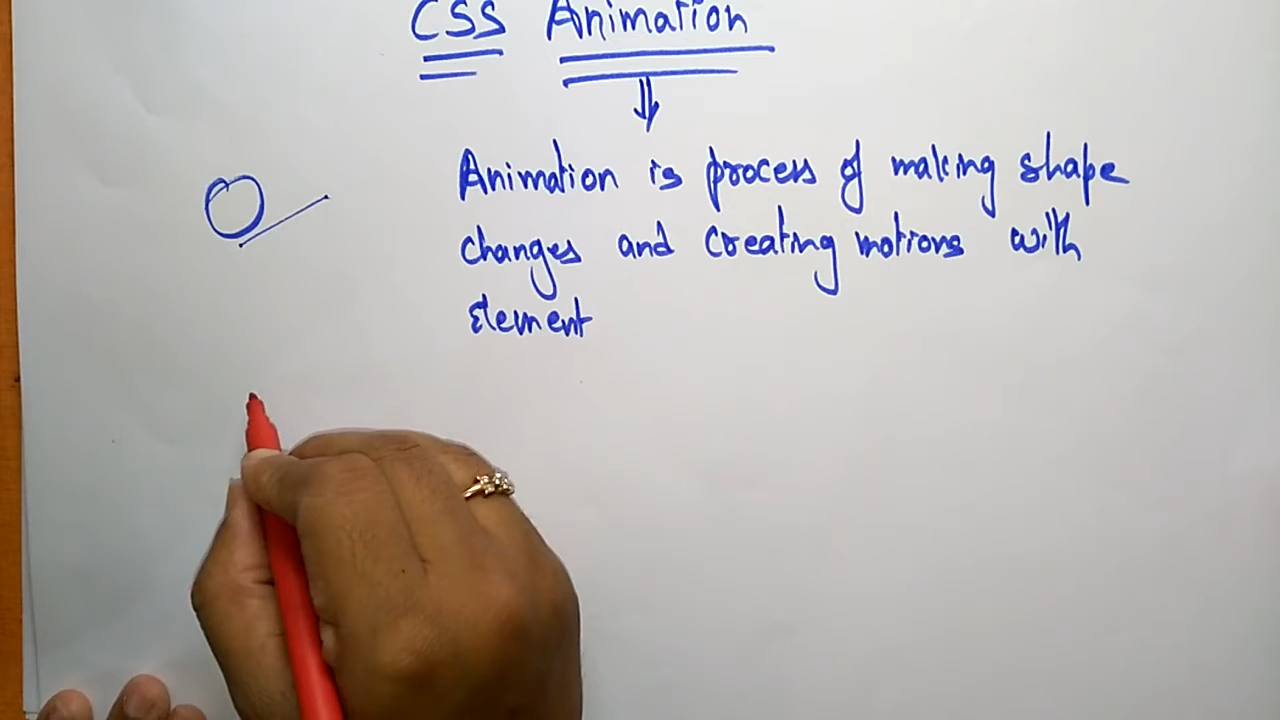 CSS Animation
Animation is process of making shape
changes and creating motions with
Element